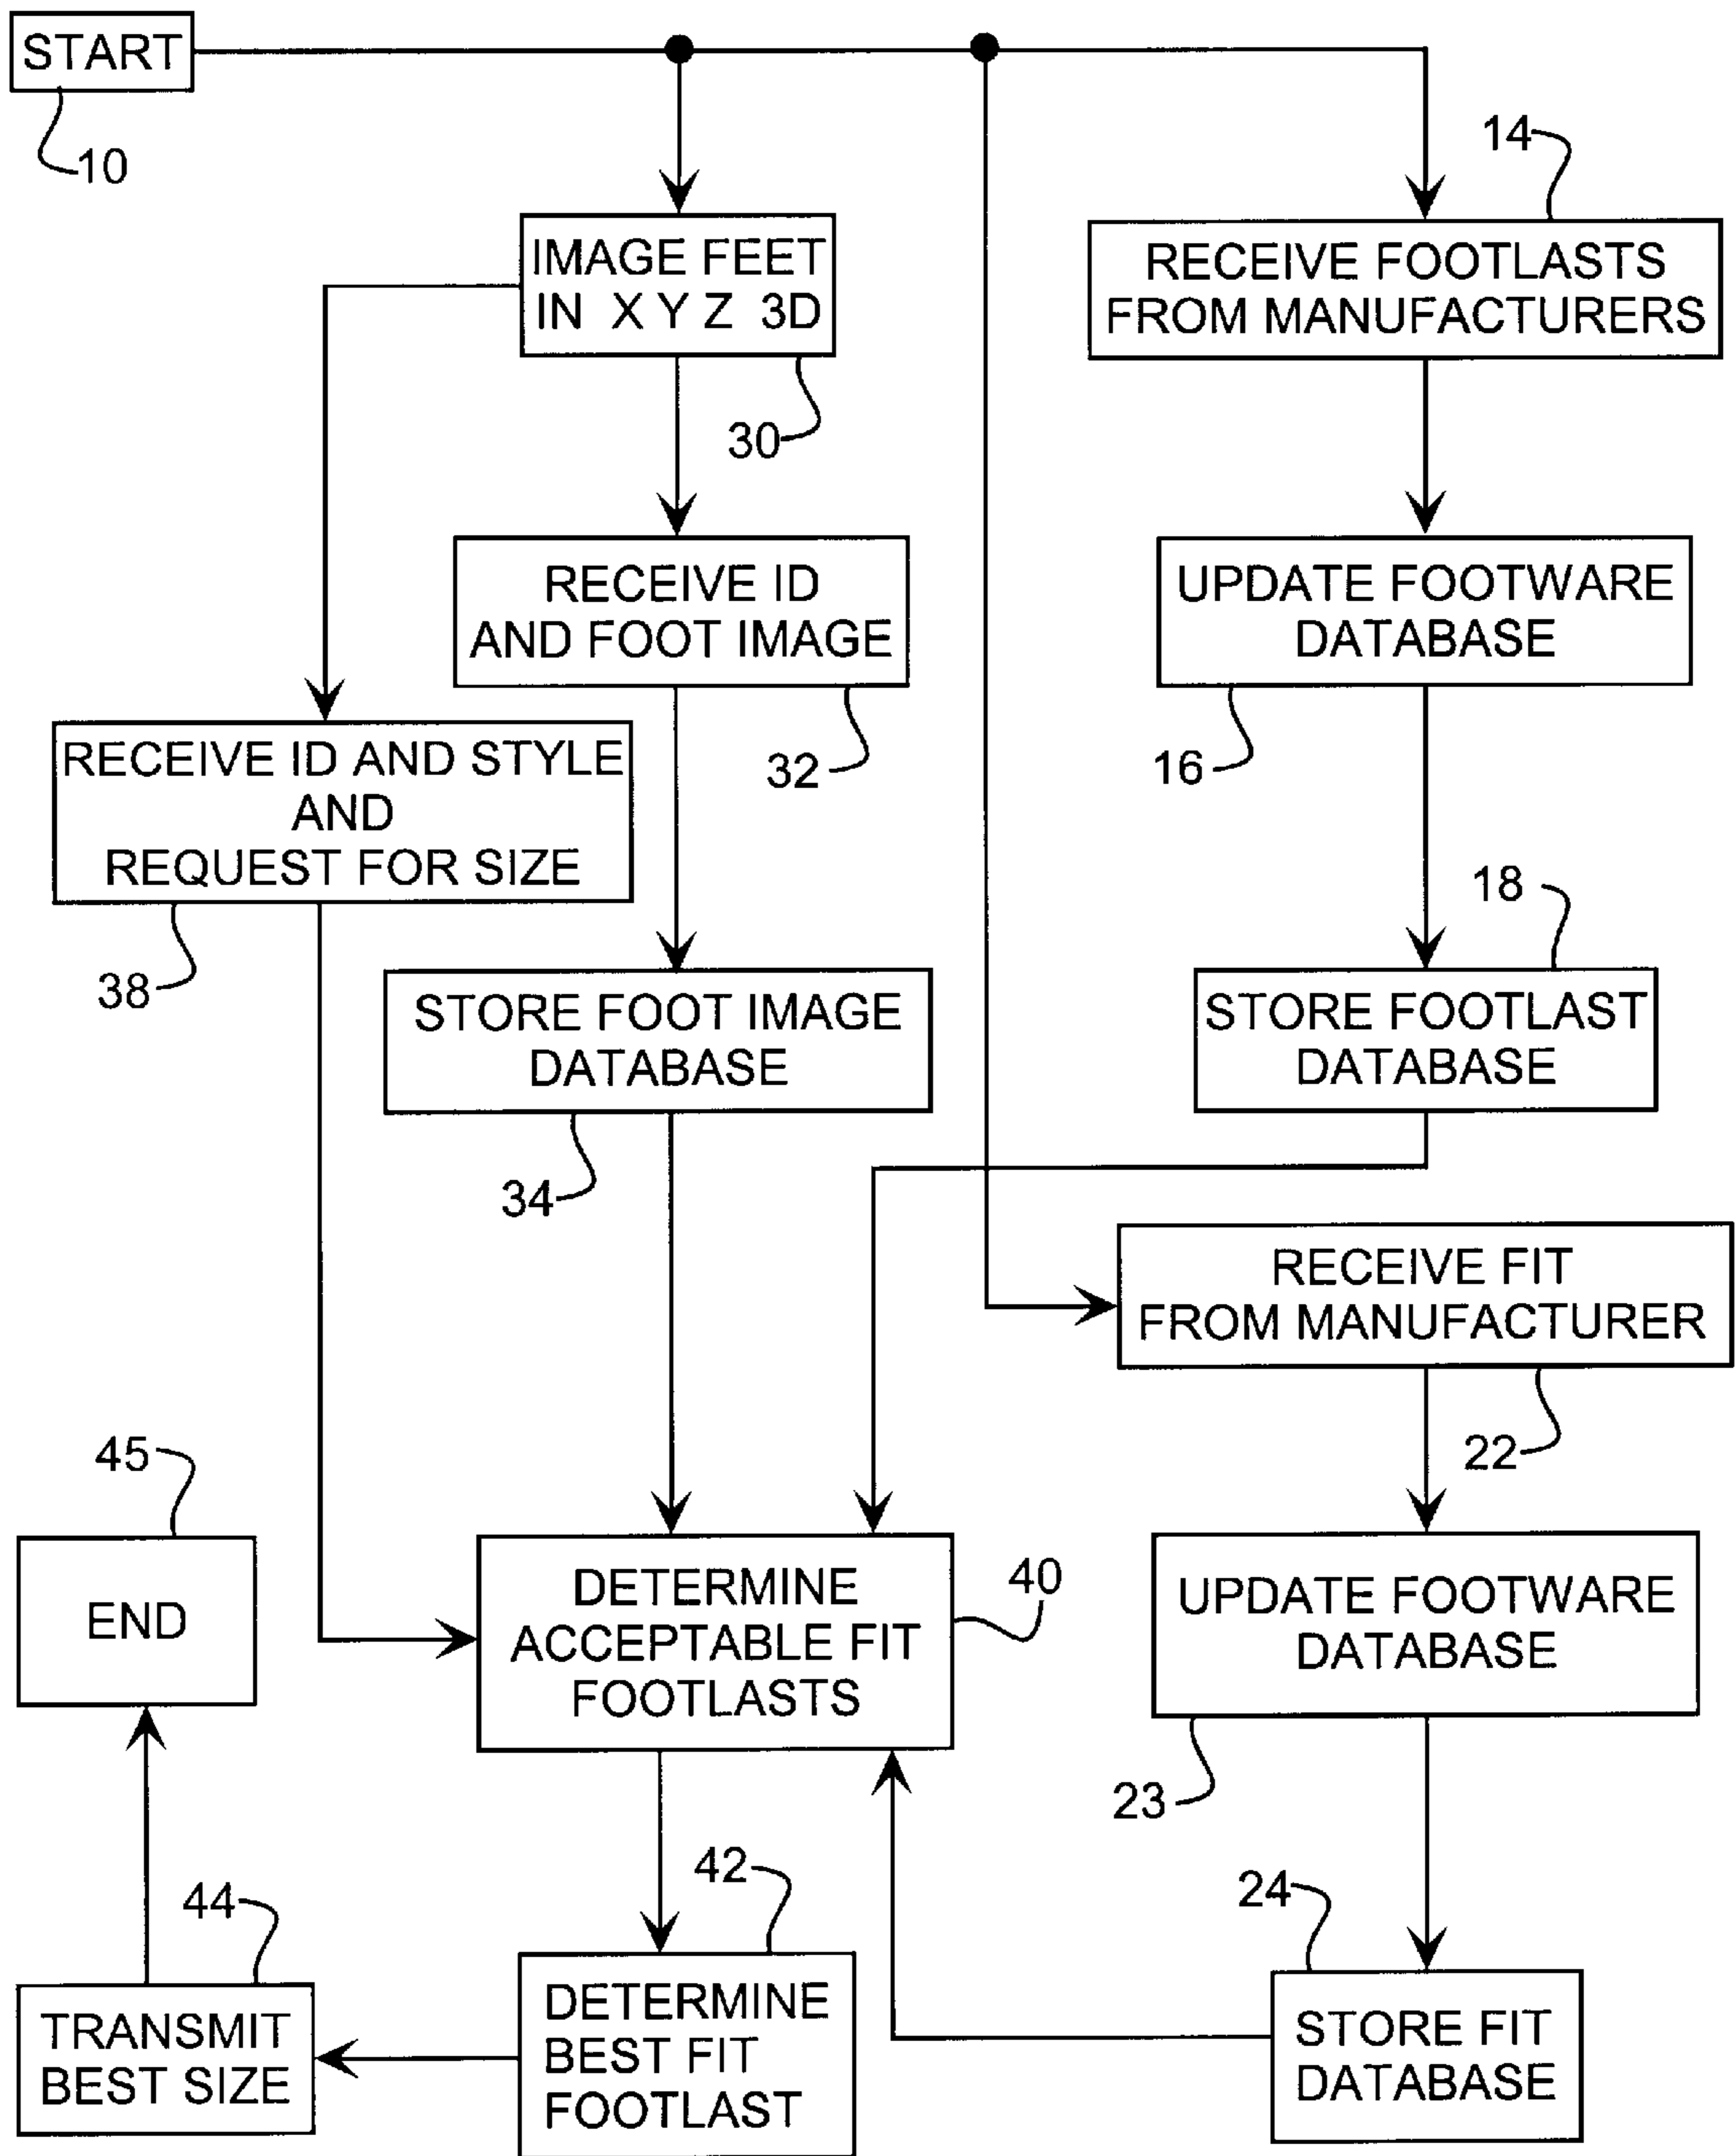 START
10
14
IMAGE FEET
IN X Y Z 3D
30
RECEIVE FOOTLASTS
FROM MANUFACTURERS
RECEIVE ID
AND FOOT IMAGE
32
UPDATE FOOTWARE
DATABASE
16
RECEIVE ID AND STYLE
AND
REQUEST FOR SIZE
38
18
STORE FOOT IMAGE
DATABASE
34
STORE FOOTLAST
DATABASE
RECEIVE FIT
FROM MANUFACTURER
22
45
END
DETERMINE
ACCEPTABLE FIT
FOOTLASTS
40
UPDATE FOOTWARE
DATABASE
23
42
24
44
TRANSMIT
BEST SIZE
DETERMINE
BEST FIT
FOOTLAST
STORE FIT
DATABASE